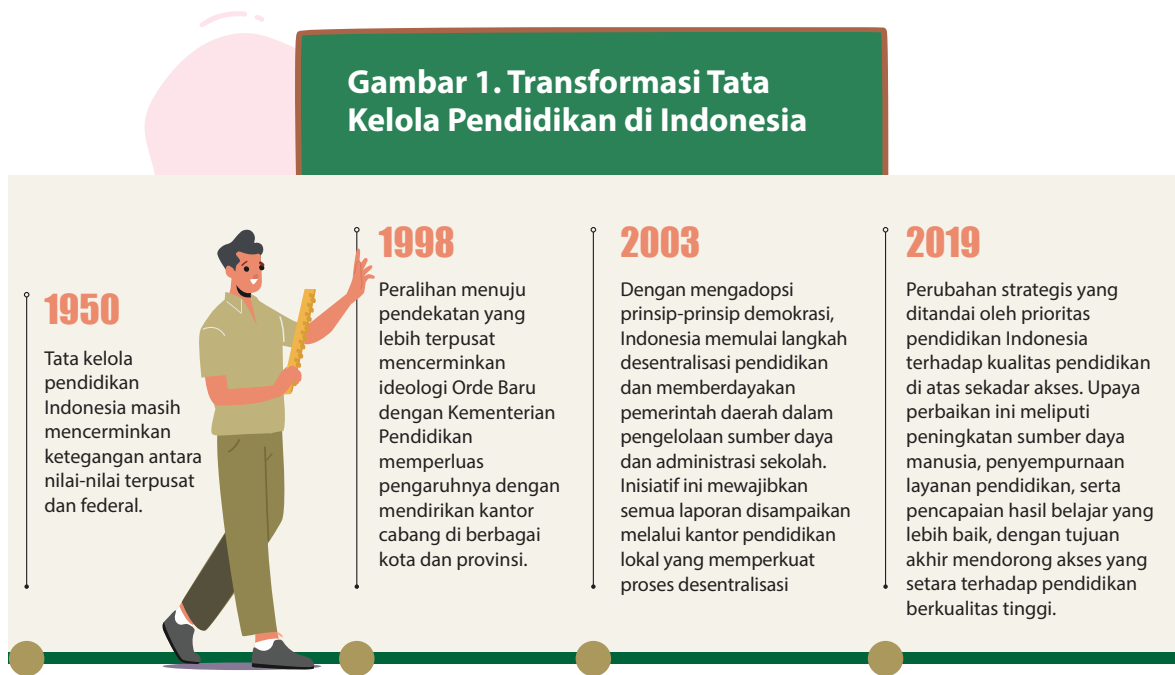 Gambar 1. Transformasi Tata
Kelola Pendidikan di Indonesia
1950
Tata kelola
pendidikan
Indonesia masih
mencerminkan
ketegangan antara
nilai-nilai terpusat
dan federal.
1998
Peralihan menuju
pendekatan yang
lebih terpusat
mencerminkan
ideologi Orde Baru
dengan Kementerian
Pendidikan
memperluas
pengaruhnya dengan
mendirikan kantor
cabang di berbagai
kota dan provinsi.
2003
Dengan mengadopsi
prinsip-prinsip demokrasi,
Indonesia memulai langkah
desentralisasi pendidikan
dan memberdayakan
pemerintah daerah dalam
pengelolaan sumber daya
dan administrasi sekolah.
Inisiatif ini mewajibkan
semua laporan disampaikan
melalui kantor pendidikan
lokal yang memperkuat
proses desentralisasi
2019
Perubahan strategis yang
ditandai oleh prioritas
pendidikan Indonesia
terhadap kualitas pendidikan
di atas sekadar akses. Upaya
perbaikan ini meliputi
peningkatan sumber daya
manusia, penyempurnaan
layanan pendidikan, serta
pencapaian hasil belajar yang
lebih baik, dengan tujuan
akhir mendorong akses yang
setara terhadap pendidikan
berkualitas tinggi.